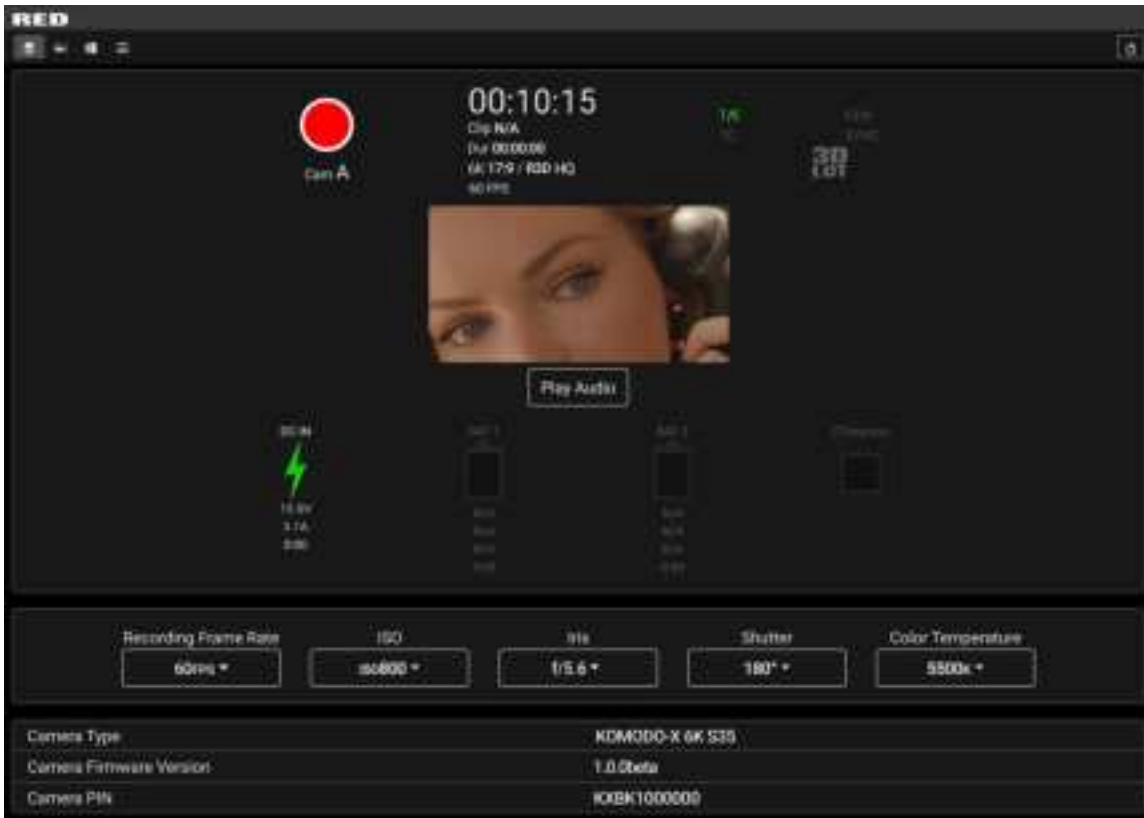 RED
00:10:15
Clip N/A
Dur 00:00:00
6K 17:9 / R3D HQ
60 FPS
Cam A
3D
LUT
Play Audio
DC IN
N/A
N/A
Recording Frame Rate
ISO
Iris
Shutter
Color Temperature
60FPS
ISO800
f/5.6
180°
5500K
Camera Type
KOMODO-X 6K S35
Camera Firmware Version
1.0.0beta
Camera PIN
KXBK1000000